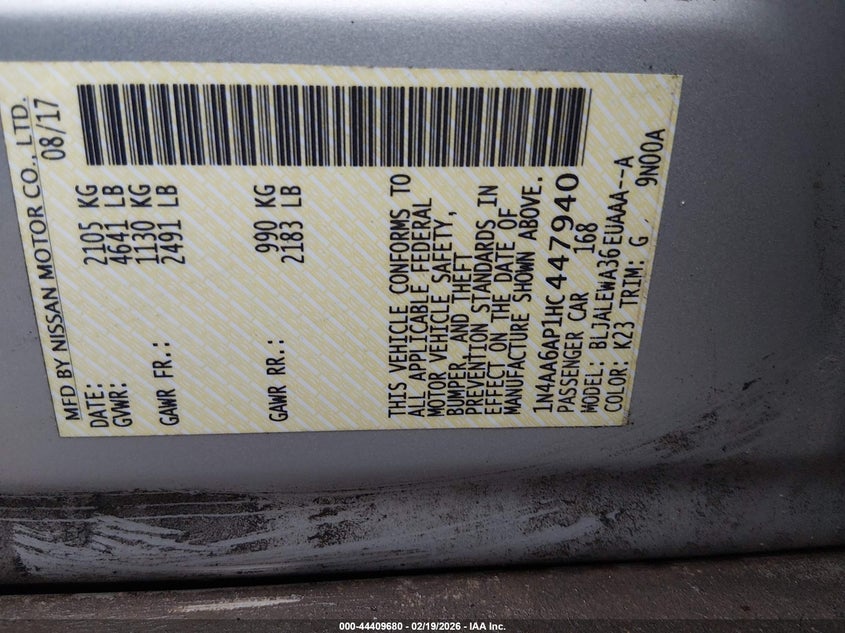 MFD BY NISSAN MOTOR CO., LTD.
DATE: 08/17
GVWR: 2105 KG
4641 LB
GAWR FR.: 1130 KG
2491 LB
GAWR RR.: 990 KG
2183 LB
THIS VEHICLE CONFORMS TO
ALL APPLICABLE FEDERAL
MOTOR VEHICLE SAFETY,
BUMPER, AND THEFT
PREVENTION STANDARDS IN
EFFECT ON THE DATE OF
MANUFACTURE SHOWN ABOVE.
1N4AA6AP1HC447940
PASSENGER CAR 168
MODEL: BLJALEWA36EUAAA--A
COLOR: K23 TRIM: G 9N00A
000-44409680 - 02/19/2026 - IAA Inc.